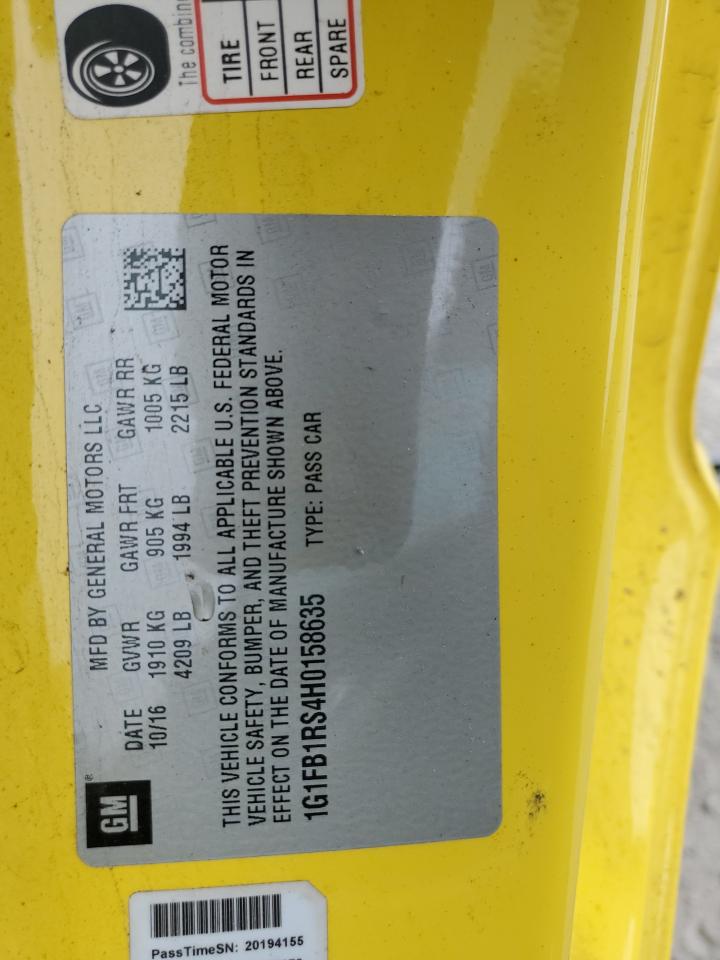 The combine
TIRE
FRONT
REAR
SPARE
GM ®
MFD BY GENERAL MOTORS LLC
DATE GVWR GAWR FRT GAWR RR
10/16 1910 KG 905 KG 1005 KG
4209 LB 1994 LB 2215 LB
THIS VEHICLE CONFORMS TO ALL APPLICABLE U.S. FEDERAL MOTOR
VEHICLE SAFETY, BUMPER, AND THEFT PREVENTION STANDARDS IN
EFFECT ON THE DATE OF MANUFACTURE SHOWN ABOVE.
1G1FB1RS4H0158635 TYPE: PASS CAR
PassTimeSN: 20194155